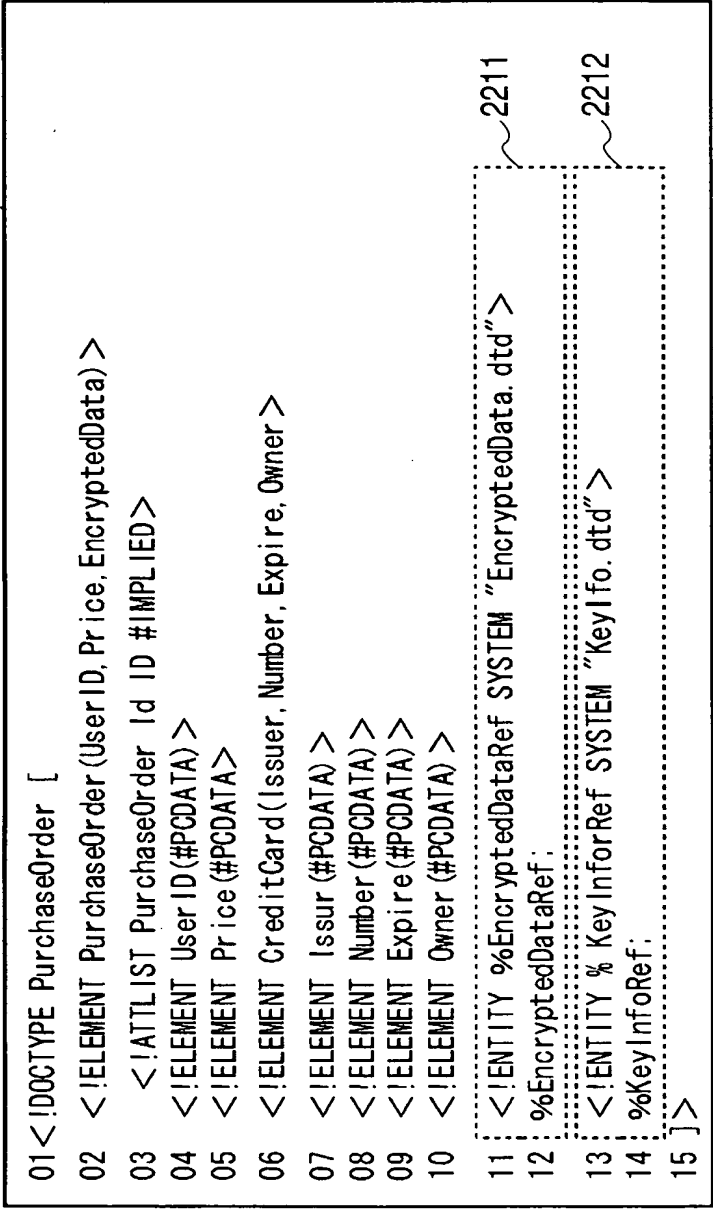 01<!DOCTYPE PurchaseOrder [
02 <!ELEMENT PurchaseOrder(UserID,Price,EncryptedData)>
03 <!ATTLIST PurchaseOrder Id ID #IMPLIED>
04 <!ELEMENT UserID(#PCDATA)>
05 <!ELEMENT Price(#PCDATA>
06 <!ELEMENT CreditCard(Issuer,Number,Expire,Owner>
07 <!ELEMENT Issur(#PCDATA)>
08 <!ELEMENT Number(#PCDATA)>
09 <!ELEMENT Expire(#PCDATA)>
10 <!ELEMENT Owner(#PCDATA)>
11 <!ENTITY %EncryptedDataRef SYSTEM "EncryptedData.dtd"> 2211
12 %EncryptedDataRef;
13 <!ENTITY % KeyInforRef SYSTEM "KeyIfo.dtd"> 2212
14 %KeyInfoRef;
15 ]>